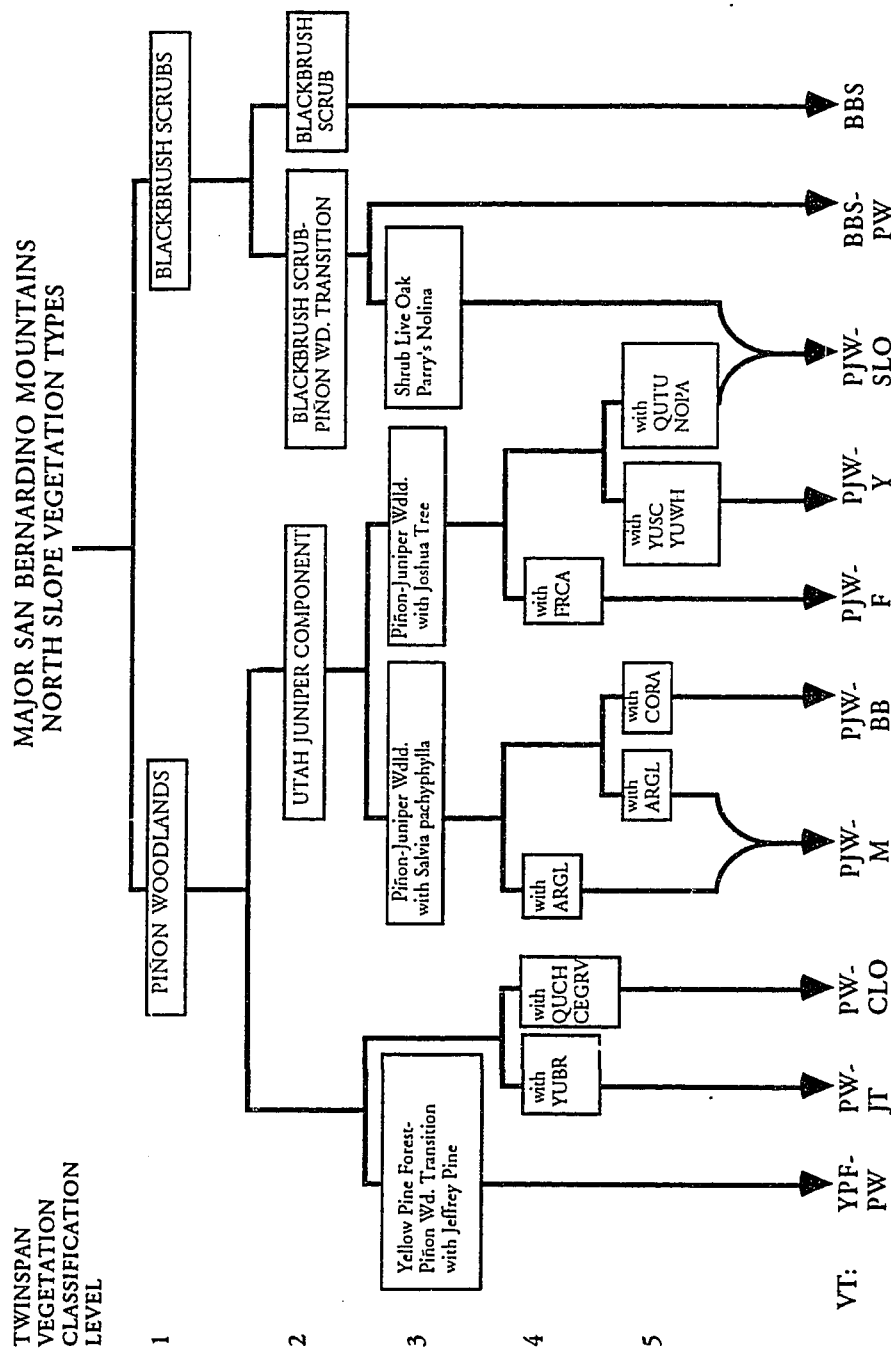 MAJOR SAN BERNARDINO MOUNTAINS
NORTH SLOPE VEGETATION TYPES
TWINSPAN
VEGETATION
CLASSIFICATION
LEVEL
1
PIÑON WOODLANDS
BLACKBRUSH SCRUBS
2
UTAH JUNIPER COMPONENT
BLACKBRUSH SCRUB-
PIÑON WD. TRANSITION
BLACKBRUSH
SCRUB
3
Yellow Pine Forest-
Piñon Wd. Transition
with Jeffrey Pine
Piñon-Juniper Wdld.
with Salvia pachyphylla
Piñon-Juniper Wdld.
with Joshua Tree
Shrub Live Oak
Parry's Nolina
4
with
YUBR
with
QUCH
CEGRV
with
ARGL
with
FRCA
5
with
ARGL
with
CORA
with
YUSC
YUWH
with
QUTU
NOPA
VT:
YPF-
PW
PW-
JT
PW-
CLO
PJW-
M
PJW-
BB
PJW-
F
PJW-
Y
PJW-
SLO
BBS-
PW
BBS